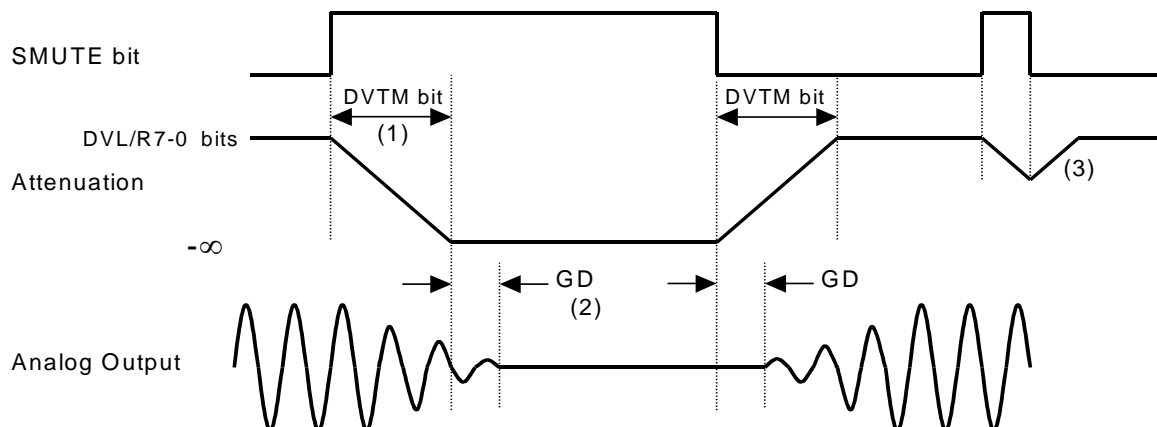 SMUTE bit
DVTM bit
DVTM bit
(1)
DVL/R7-0 bits
(3)
Attenuation
-∞
GD
GD
(2)
Analog Output